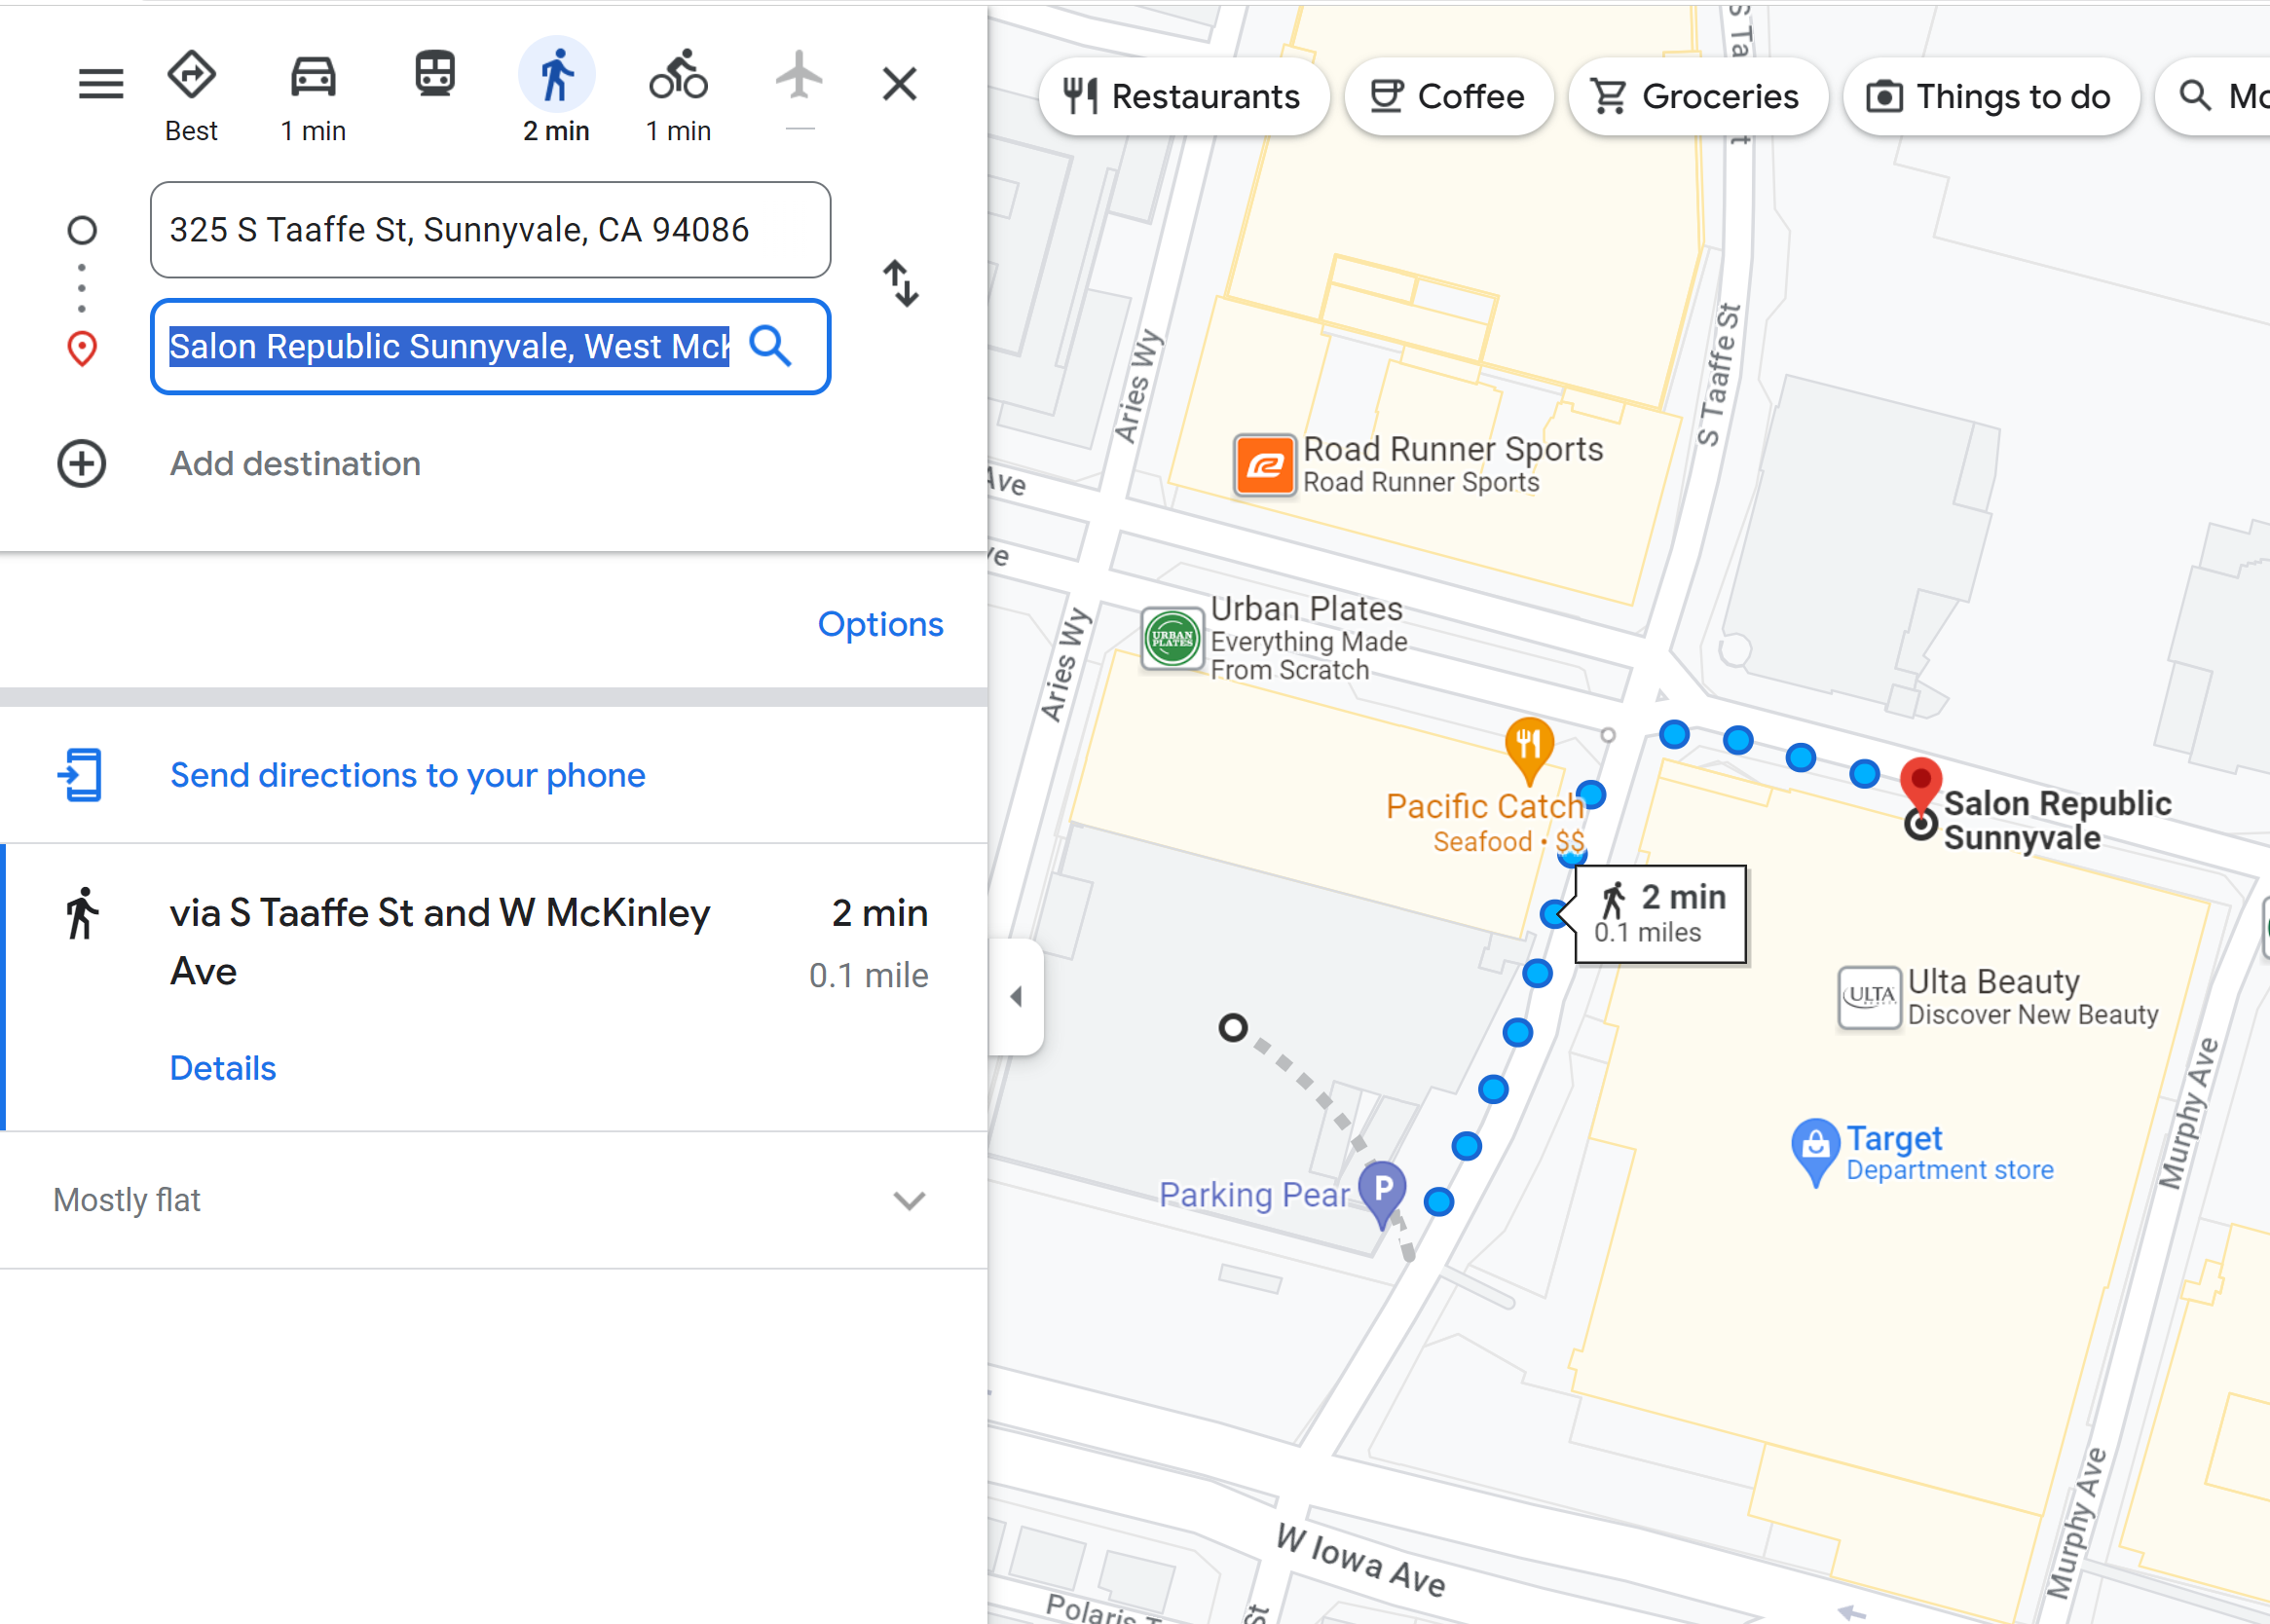 Best
1 min
2 min
1 min
325 S Taaffe St, Sunnyvale, CA 94086
Salon Republic Sunnyvale, West McK
Add destination
Options
Send directions to your phone
via S Taaffe St and W McKinley
Ave
2 min
0.1 mile
Details
Mostly flat
Restaurants
Coffee
Groceries
Things to do
Mo
S Ta
t
Aries Wy
S Taaffe St
Road Runner Sports
Road Runner Sports
Ave
ve
Urban Plates
Everything Made
From Scratch
URBAN
PLATES
Aries Wy
Pacific Catch
Seafood • $$
Salon Republic
Sunnyvale
2 min
0.1 miles
ULTA
Ulta Beauty
Discover New Beauty
Murphy Ave
Target
Department store
Parking Pear
P
W Iowa Ave
Murphy Ave
Polaris T
St